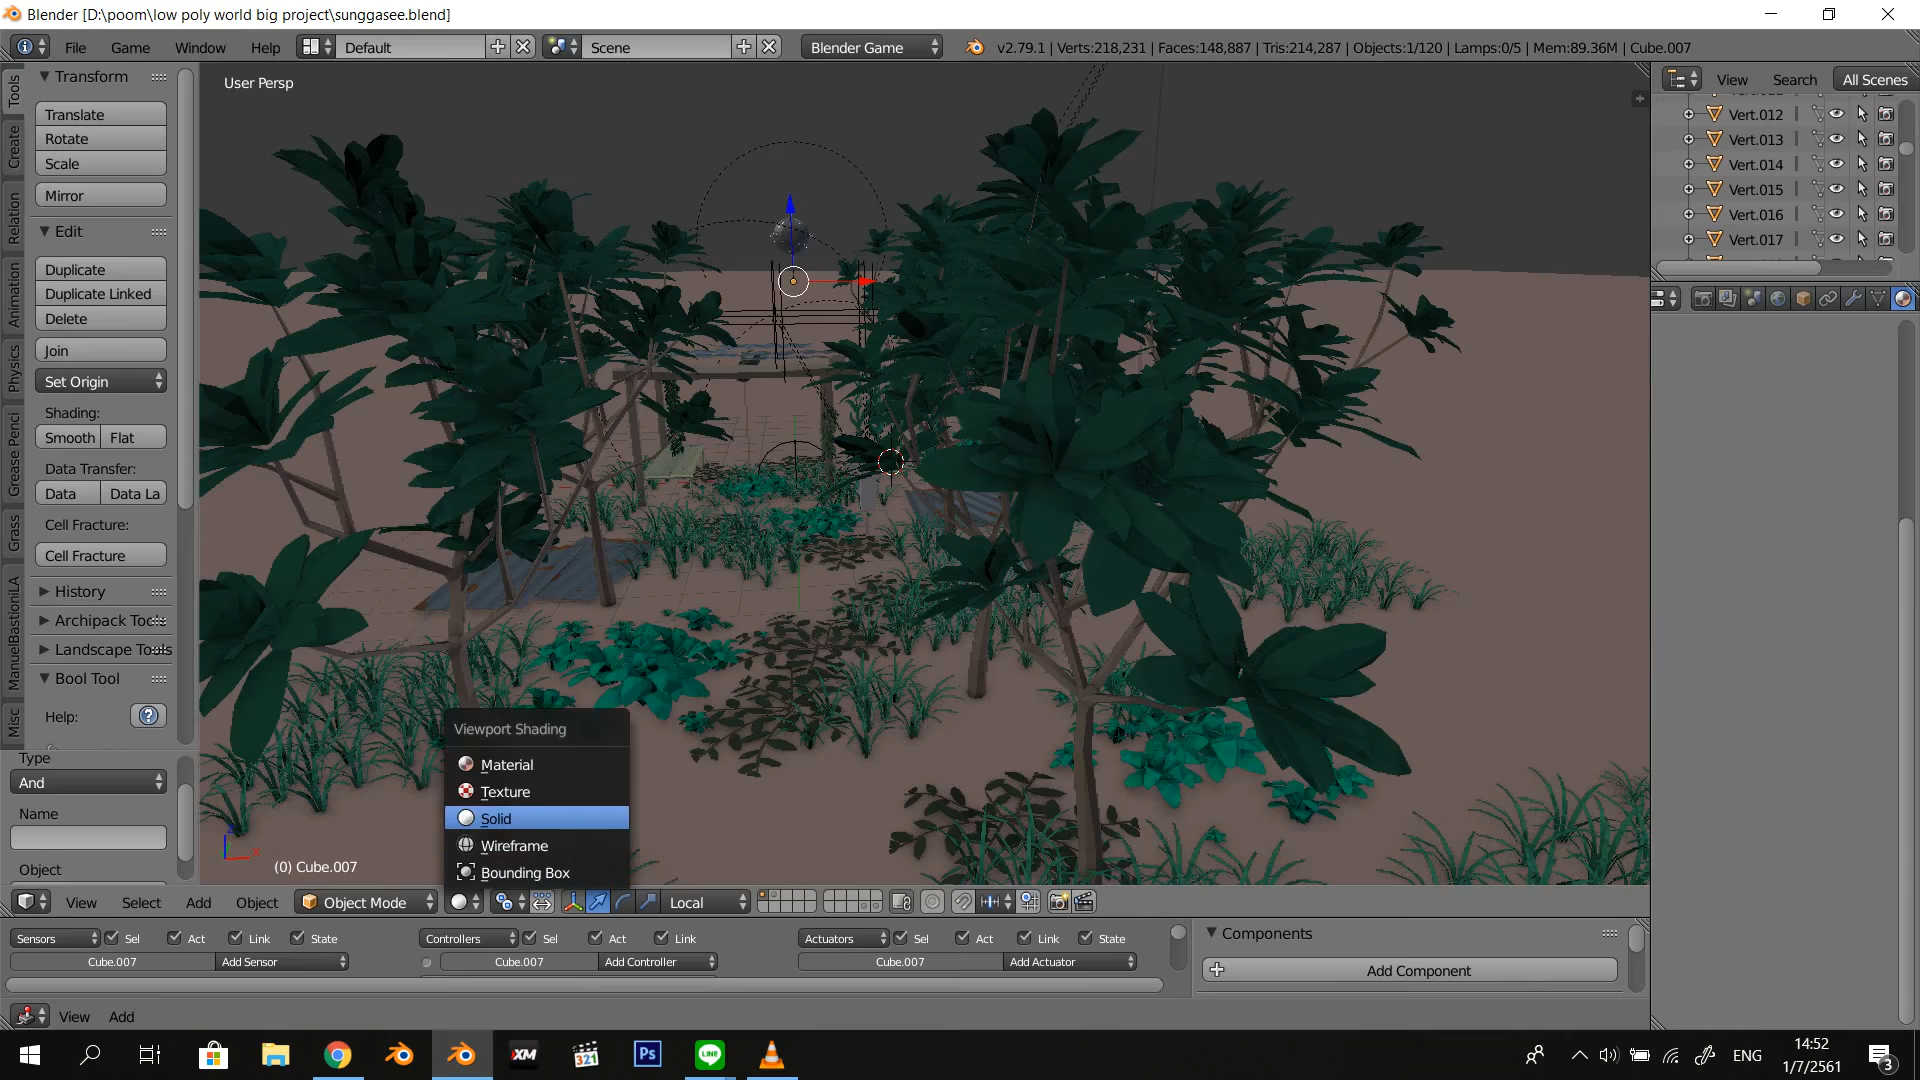 Blender [D:\poom\low poly world big project\sunggasee.blend]
File Game Window Help Default Scene Blender Game v2.79.1 | Verts:218,231 | Faces:148,887 | Tris:214,287 | Objects:1/120 | Lamps:0/5 | Mem:89.36M | Cube.007
Tools
Create
Relation
Animation
Physics
Grease Penci
Grass
ManuelBastioniLA
Misc
Transform
Translate
Rotate
Scale
Mirror
Edit
Duplicate
Duplicate Linked
Delete
Join
Set Origin
Shading:
Smooth Flat
Data Transfer:
Data Data La
Cell Fracture:
Cell Fracture
History
Archipack Tools
Landscape Tools
Bool Tool
Help: ?
Type
And
Name
Object
User Persp
Viewport Shading
Material
Texture
Solid
Wireframe
Bounding Box
(0) Cube.007
View Select Add Object Object Mode Local
View Search All Scenes
Vert.012
Vert.013
Vert.014
Vert.015
Vert.016
Vert.017
Sensors Sel Act Link State Controllers Sel Act Link Actuators Sel Act Link State
Cube.007 Add Sensor Cube.007 Add Controller Cube.007 Add Actuator
Components
Add Component
View Add
XM
321
Ps
LINE
ENG
14:52
1/7/2561
3